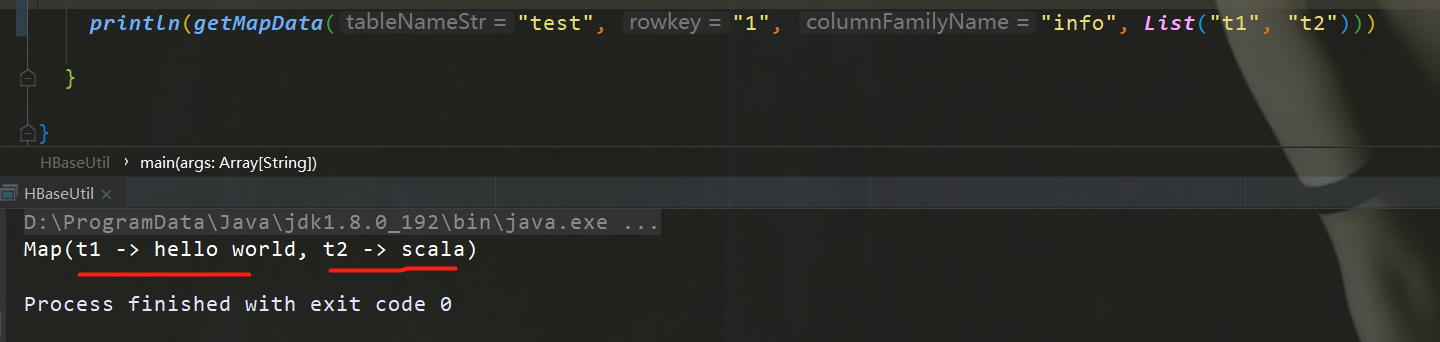 println(getMapData( tableNameStr = "test", rowkey = "1", columnFamilyName = "info", List("t1", "t2")))
}
}
HBaseUtil › main(args: Array[String])
HBaseUtil ×
D:\ProgramData\Java\jdk1.8.0_192\bin\java.exe ...
Map(t1 -> hello world, t2 -> scala)
Process finished with exit code 0